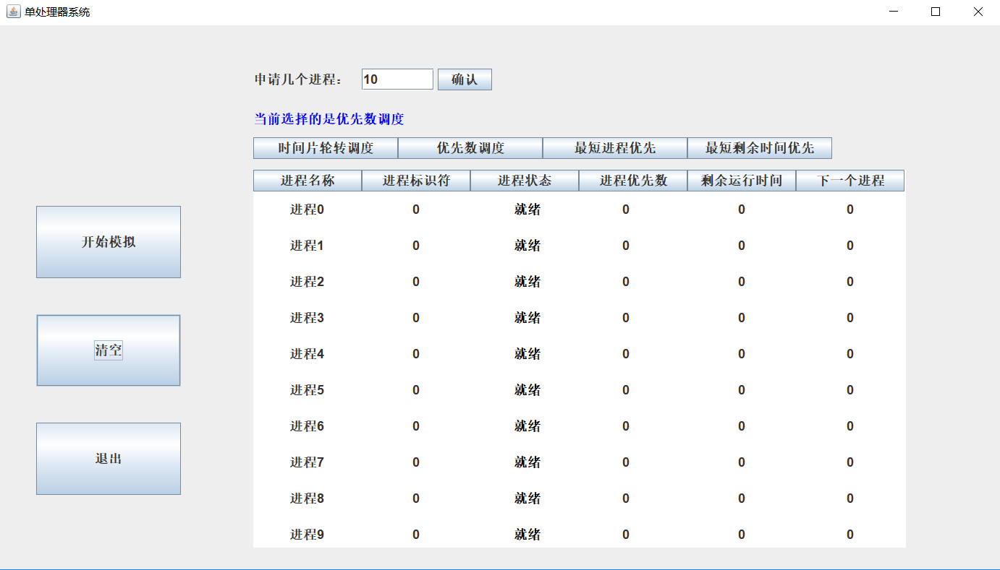 单处理器系统
申请几个进程： 10 确认
当前选择的是优先数调度
时间片轮转调度 优先数调度 最短进程优先 最短剩余时间优先
进程名称 进程标识符 进程状态 进程优先数 剩余运行时间 下一个进程
进程0 0 就绪 0 0 0
开始模拟
进程1 0 就绪 0 0 0
进程2 0 就绪 0 0 0
进程3 0 就绪 0 0 0
清空
进程4 0 就绪 0 0 0
进程5 0 就绪 0 0 0
进程6 0 就绪 0 0 0
退出
进程7 0 就绪 0 0 0
进程8 0 就绪 0 0 0
进程9 0 就绪 0 0 0